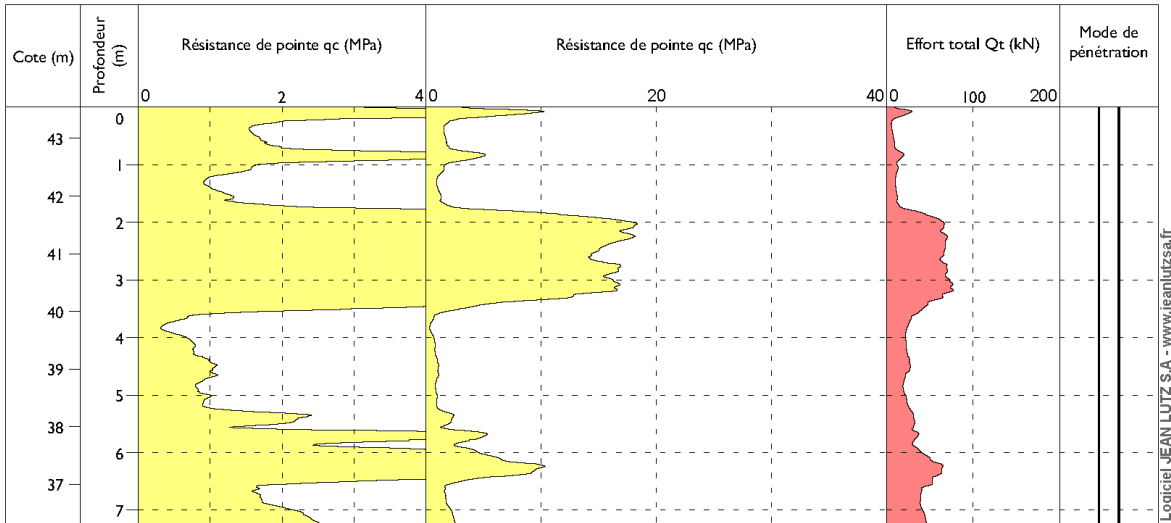 Cote (m)
Profondeur (m)
Résistance de pointe qc (MPa)
Résistance de pointe qc (MPa)
Effort total Qt (kN)
Mode de pénétration
0 2 4
0 20 40
0 100 200
0
43
1
42
2
41
3
40
4
39
5
38
6
37
7
Logiciel JEAN LUTZ S.A - www.jeanlutzsa.fr